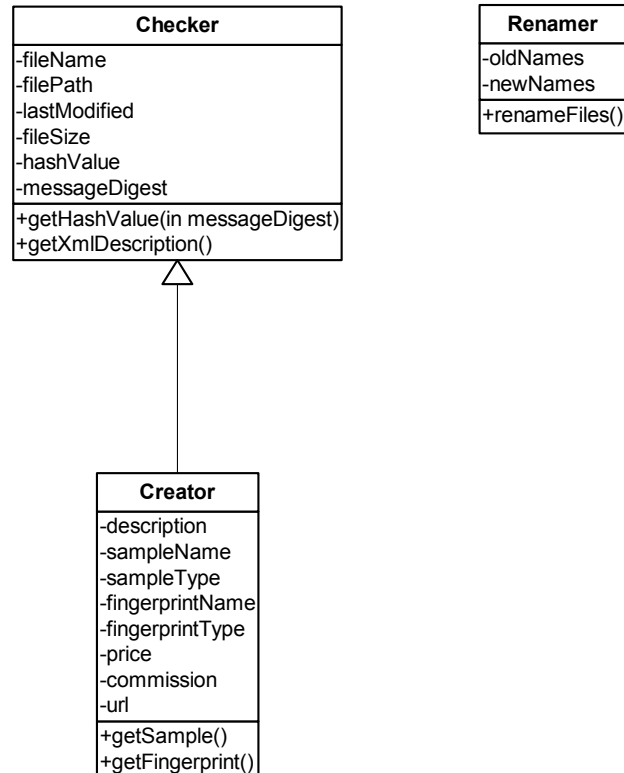 Checker
-fileName
-filePath
-lastModified
-fileSize
-hashValue
-messageDigest
+getHashValue(in messageDigest)
+getXmlDescription()
Renamer
-oldNames
-newNames
+renameFiles()
Creator
-description
-sampleName
-sampleType
-fingerprintName
-fingerprintType
-price
-commission
-url
+getSample()
+getFingerprint()